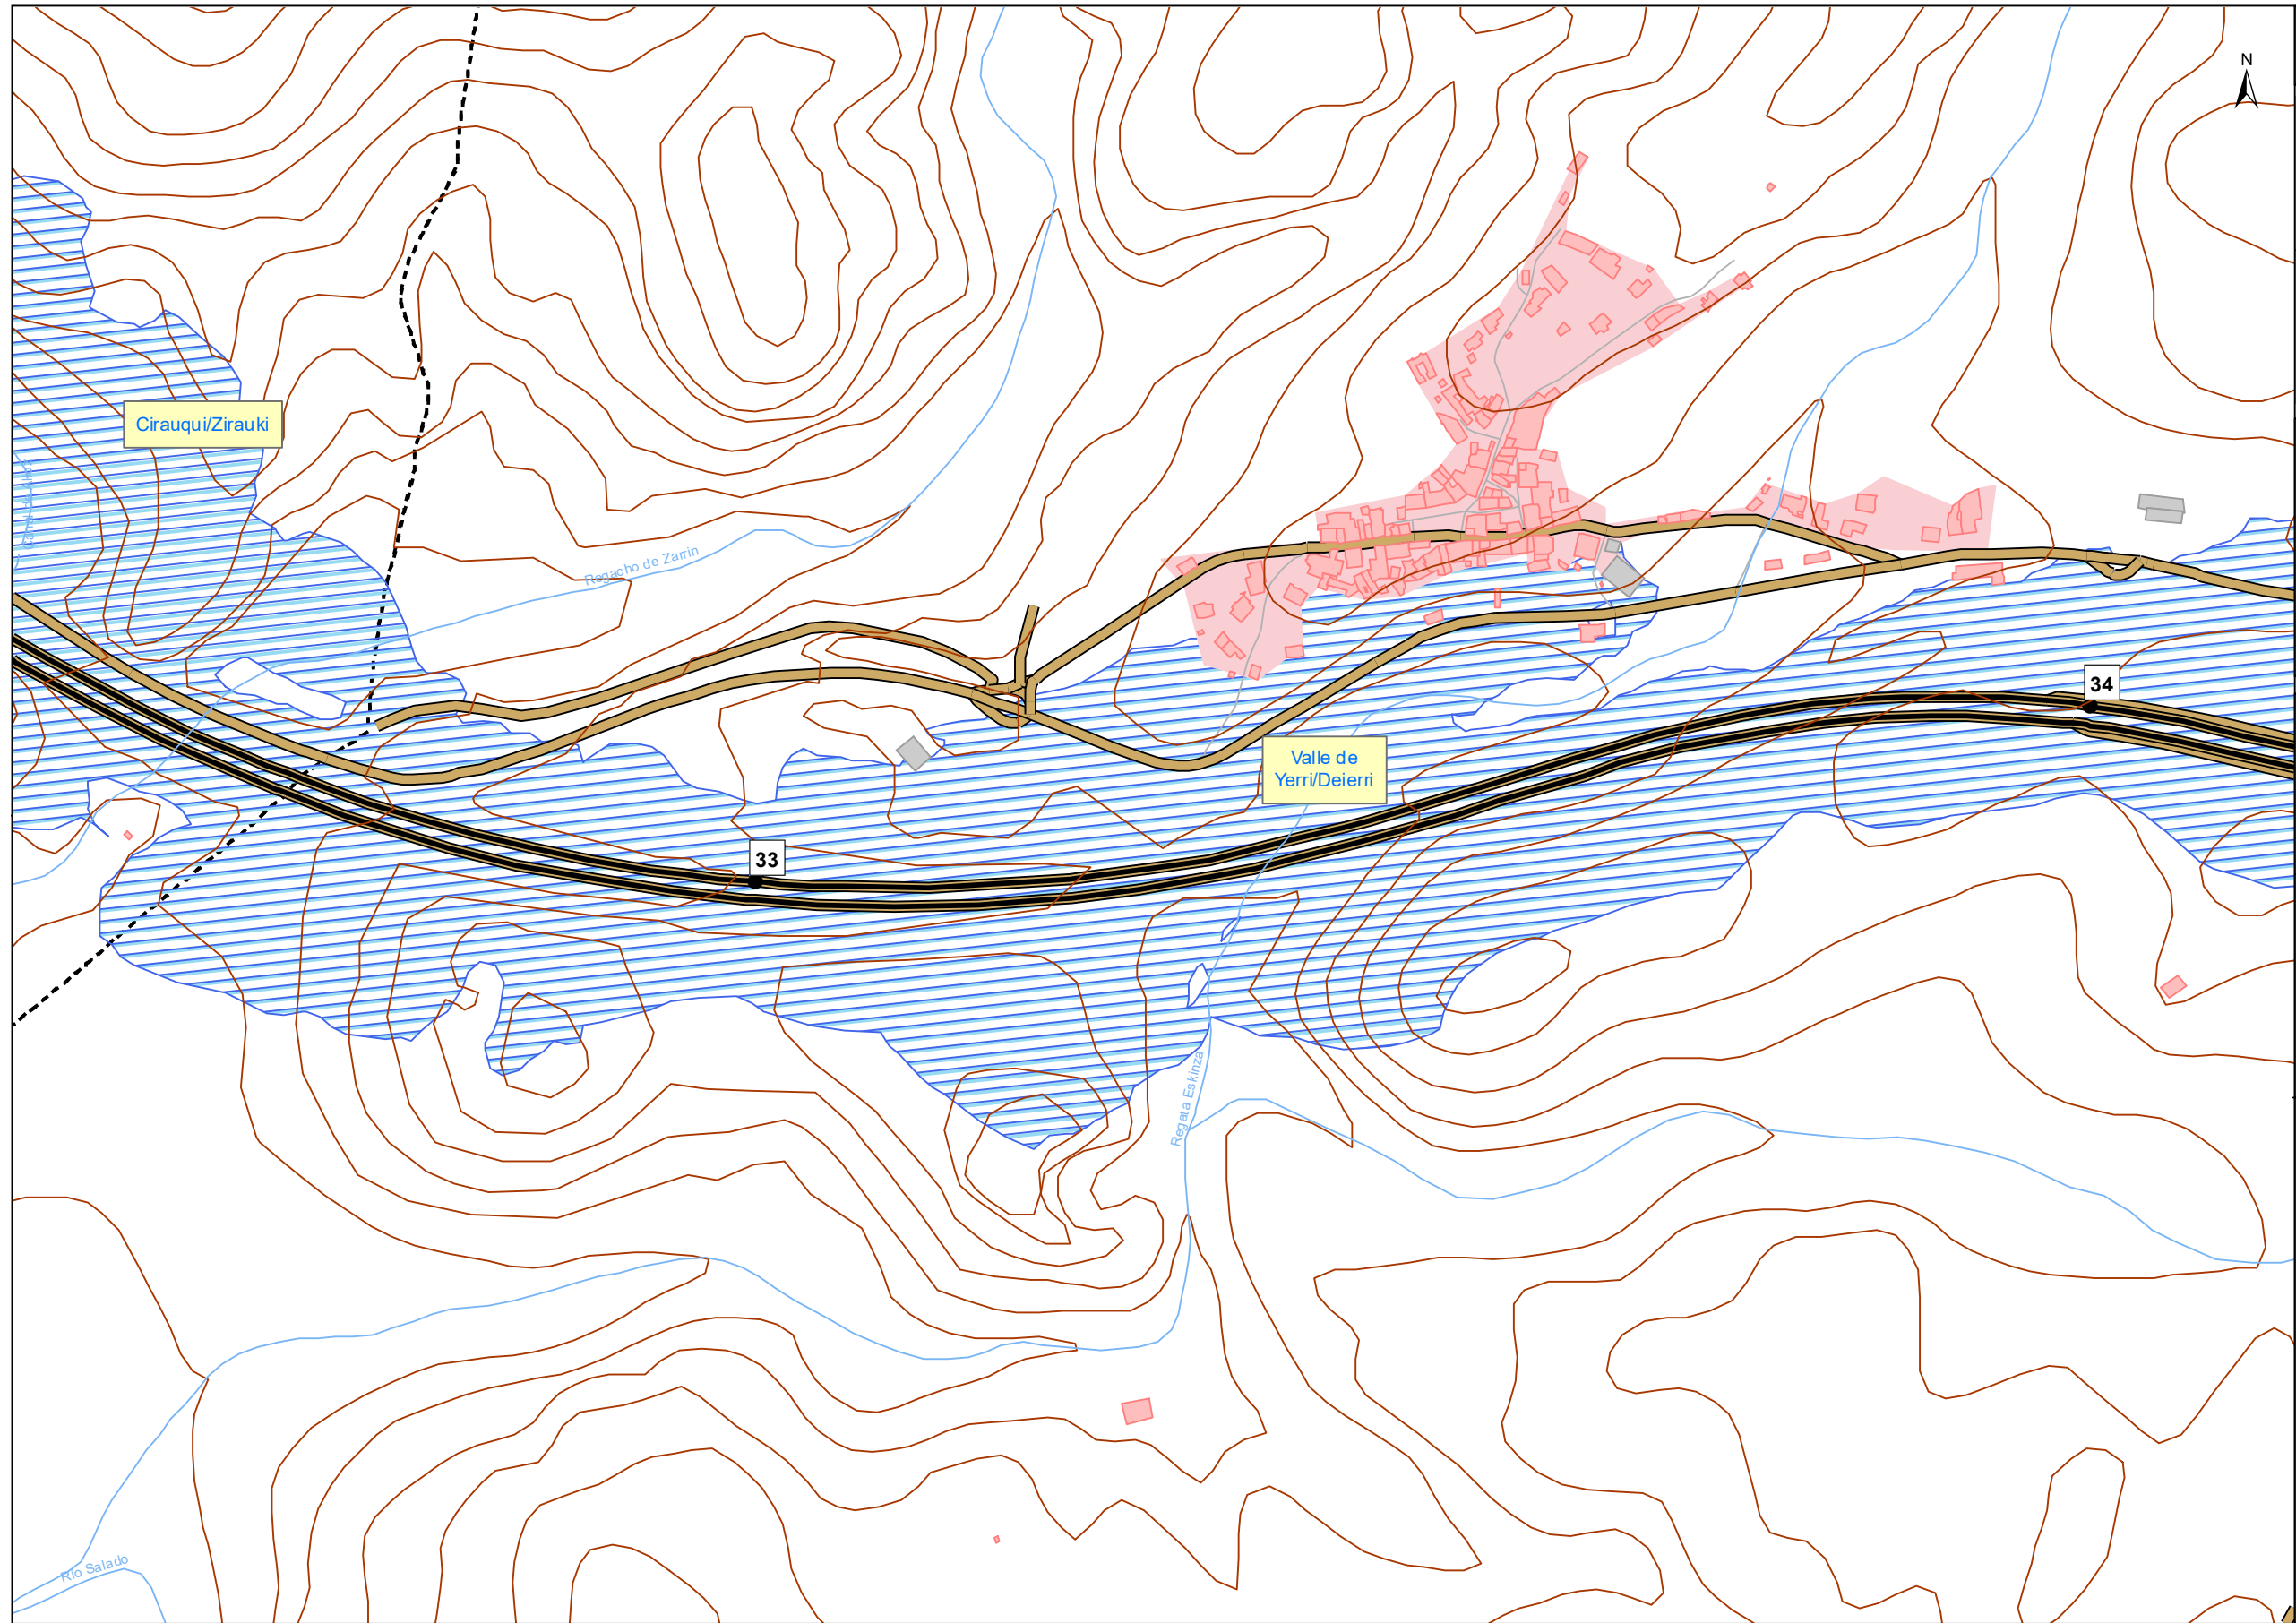 N
Cirauqui/Zirauki
Regacho de Zarrin
34
Valle de
Yerri/Deierri
33
Regata Eskinza
Río Salado